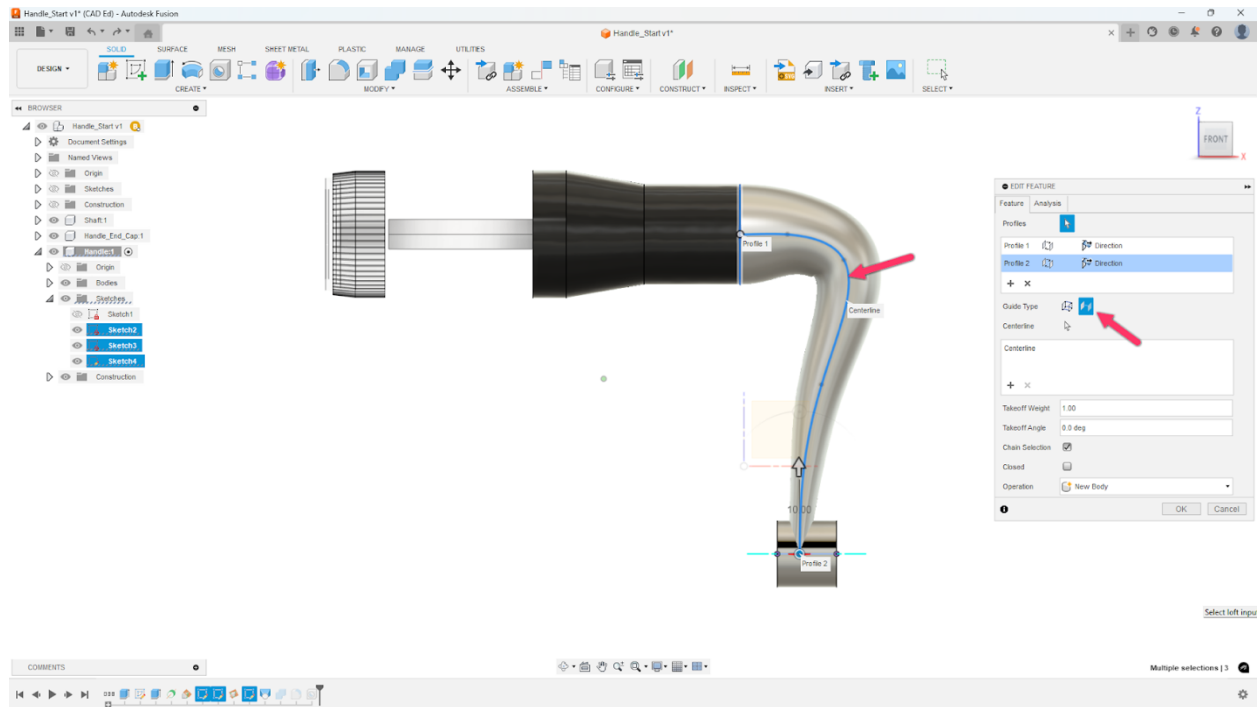 Handle_Start v1* (CAD Ed) - Autodesk Fusion
Handle_Start v1*
SOLID SURFACE MESH SHEET METAL PLASTIC MANAGE UTILITIES
DESIGN
CREATE MODIFY ASSEMBLE CONFIGURE CONSTRUCT INSPECT INSERT SELECT
BROWSER
Handle_Start v1
Document Settings
Named Views
Origin
Sketches
Construction
Shaft:1
Handle_End_Cap:1
Handle:1
Origin
Bodies
Sketches
Sketch1
Sketch2
Sketch3
Sketch4
Construction
Profile 1
Centerline
10.00
Profile 2
Z
FRONT
X
EDIT FEATURE
Feature Analysis
Profiles
Profile 1 Direction
Profile 2 Direction
Guide Type
Centerline
Centerline
Takeoff Weight 1.00
Takeoff Angle 0.0 deg
Chain Selection
Closed
Operation New Body
OK Cancel
Select loft inpu
COMMENTS
Multiple selections | 3